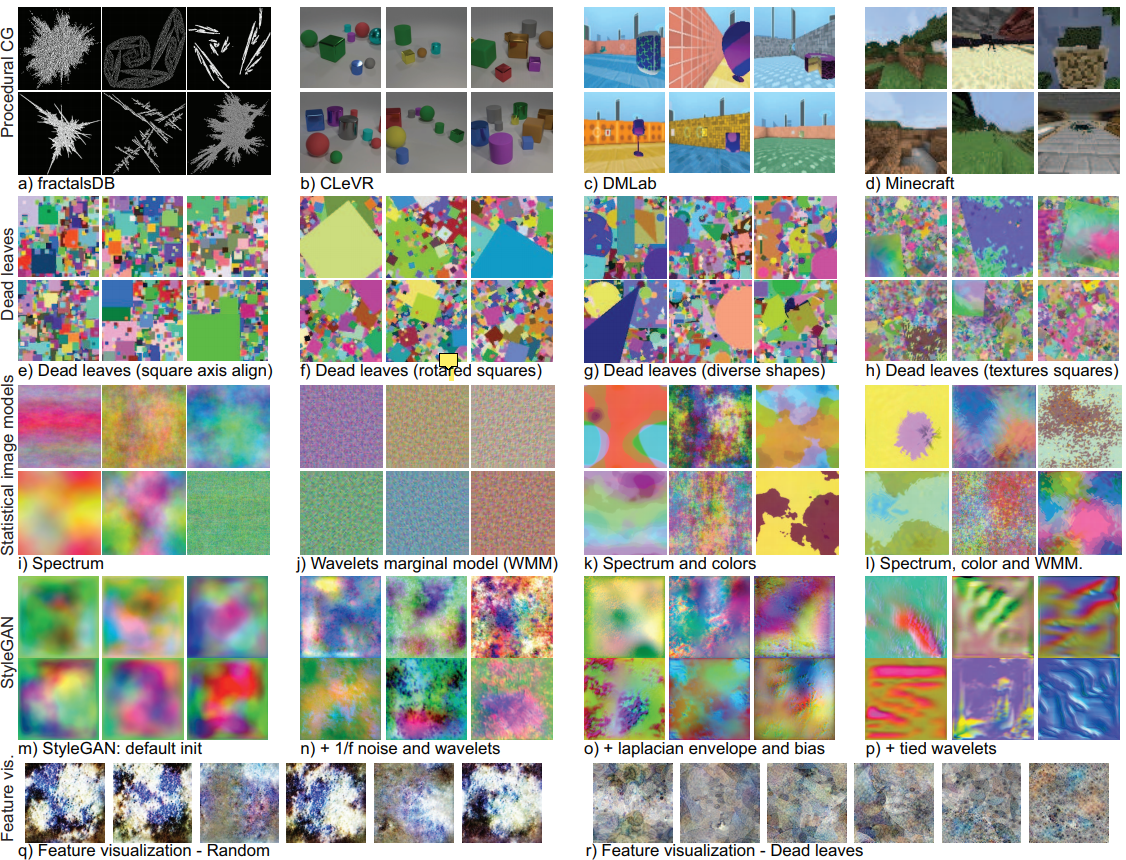 Procedural CG
a) fractalsDB
b) CLeVR
c) DMLab
d) Minecraft
Dead leaves
e) Dead leaves (square axis align)
f) Dead leaves (rotared squares)
g) Dead leaves (diverse shapes)
h) Dead leaves (textures squares)
Statistical image models
i) Spectrum
j) Wavelets marginal model (WMM)
k) Spectrum and colors
l) Spectrum, color and WMM.
StyleGAN
m) StyleGAN: default init
n) + 1/f noise and wavelets
o) + laplacian envelope and bias
p) + tied wavelets
Feature vis.
q) Feature visualization - Random
r) Feature visualization - Dead leaves